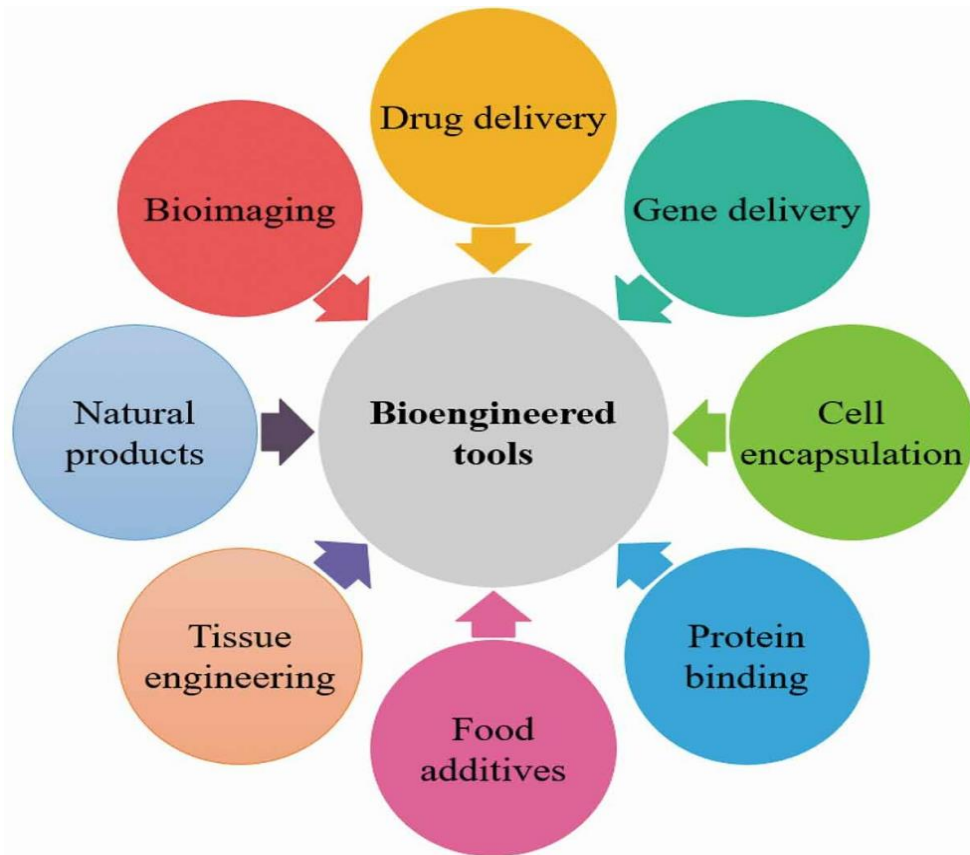 Drug delivery
Bioimaging
Gene delivery
Natural
products
Bioengineered
tools
Cell
encapsulation
Tissue
engineering
Protein
binding
Food
additives